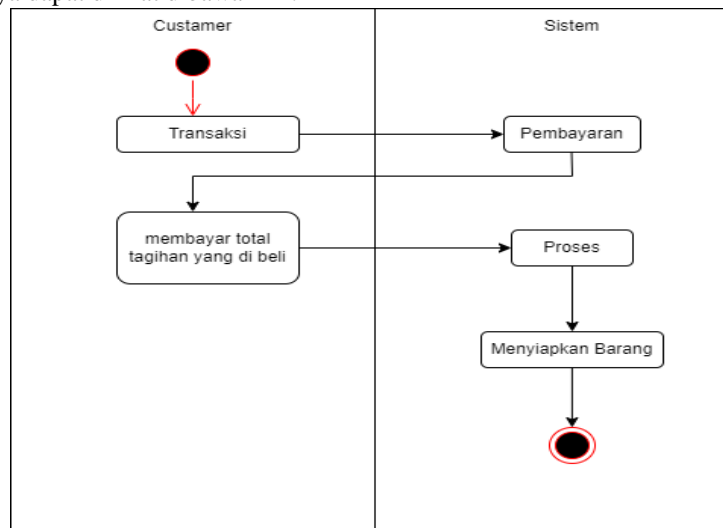 Custamer
Sistem
Transaksi
Pembayaran
membayar total
tagihan yang di beli
Proses
Menyiapkan Barang